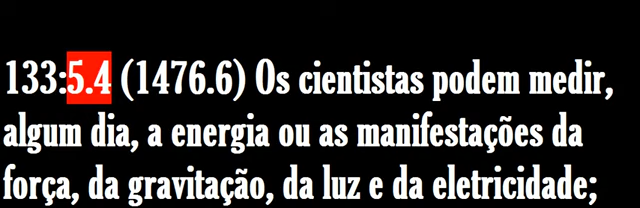 133:5.4 (1476.6) Os cientistas podem medir,
algum dia, a energia ou as manifestações da
força, da gravitação, da luz e da eletricidade;